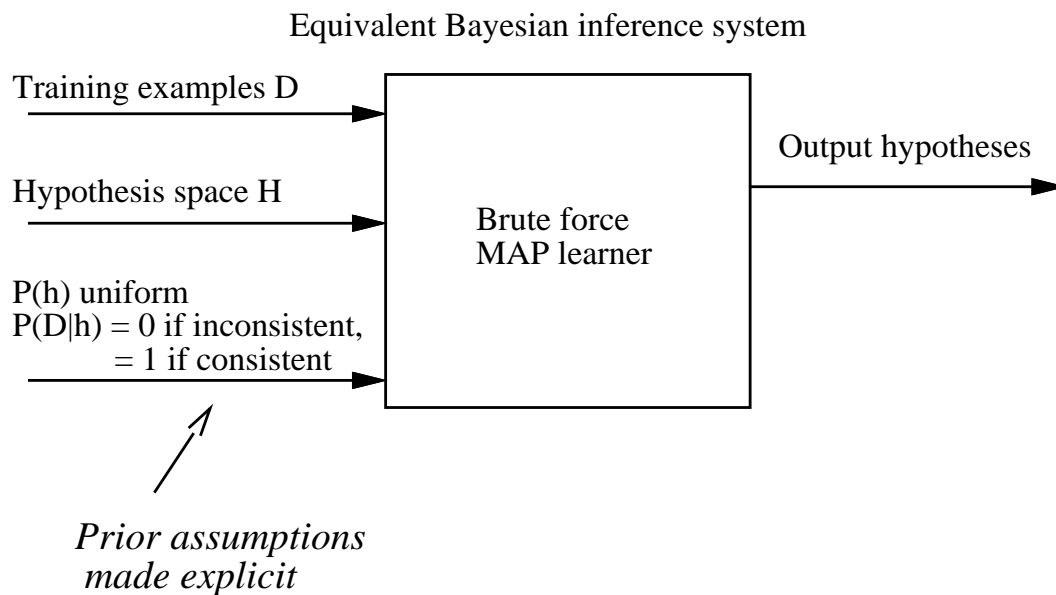 Equivalent Bayesian inference system
Training examples D
Output hypotheses
Hypothesis space H
Brute force
MAP learner
P(h) uniform
P(D|h) = 0 if inconsistent,
= 1 if consistent
Prior assumptions
made explicit